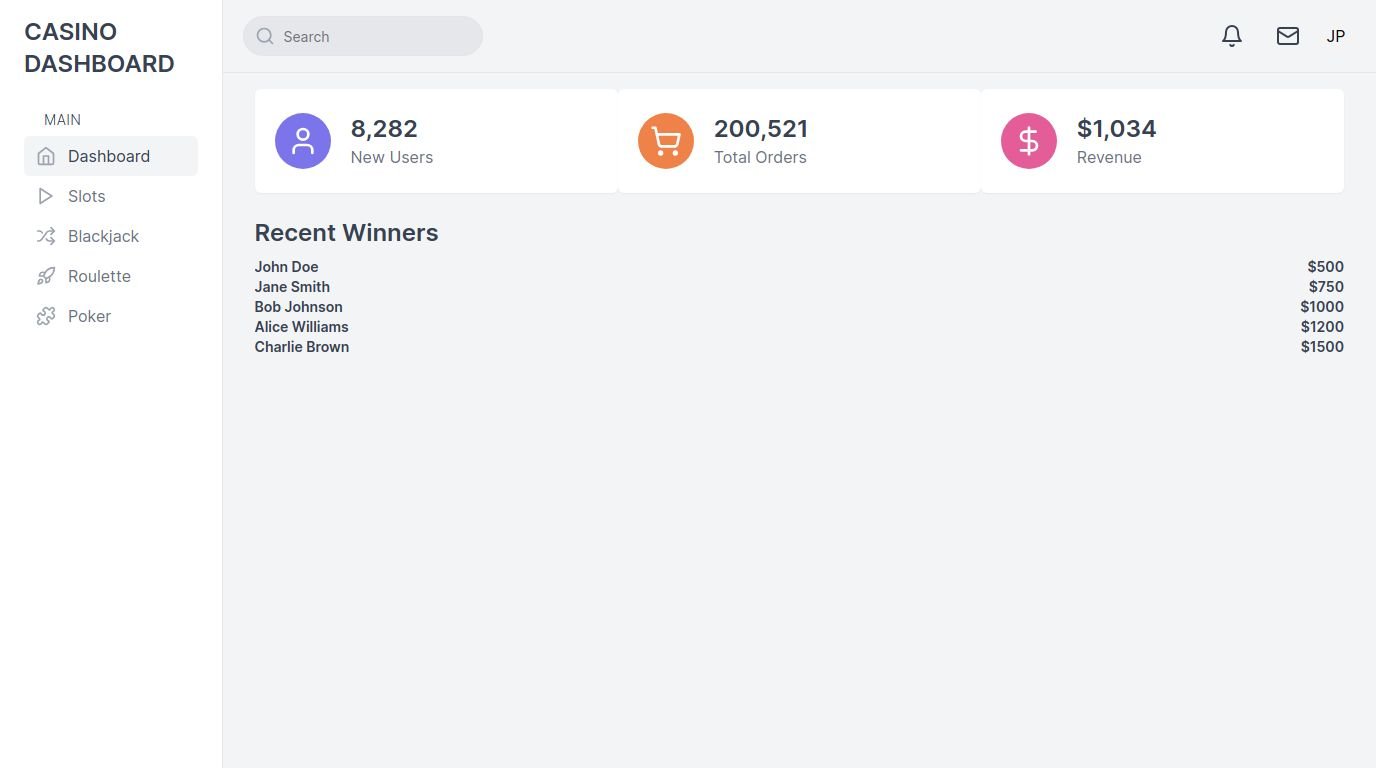 CASINO
DASHBOARD
MAIN
Dashboard
Slots
Blackjack
Roulette
Poker
Search
JP
8,282
New Users
200,521
Total Orders
$1,034
Revenue
Recent Winners
John Doe $500
Jane Smith $750
Bob Johnson $1000
Alice Williams $1200
Charlie Brown $1500